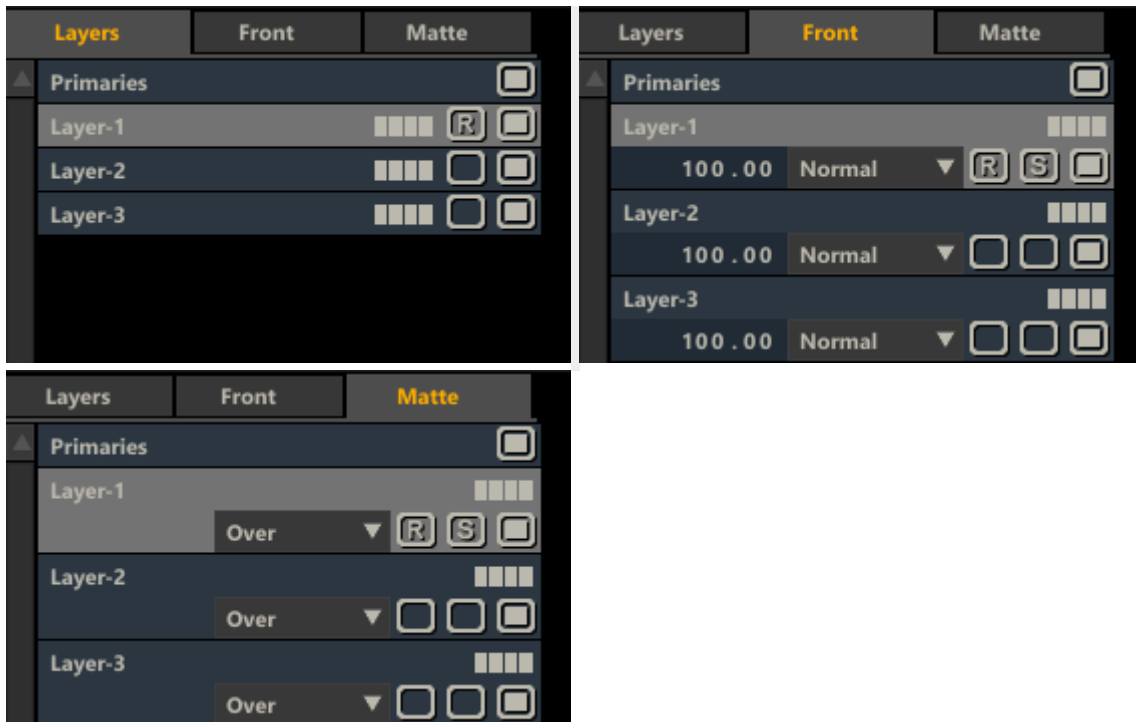 Layers Front Matte
Primaries
Layer-1 R
Layer-2
Layer-3
Layers Front Matte
Primaries
Layer-1
100.00 Normal R S
Layer-2
100.00 Normal
Layer-3
100.00 Normal
Layers Front Matte
Primaries
Layer-1
Over R S
Layer-2
Over
Layer-3
Over